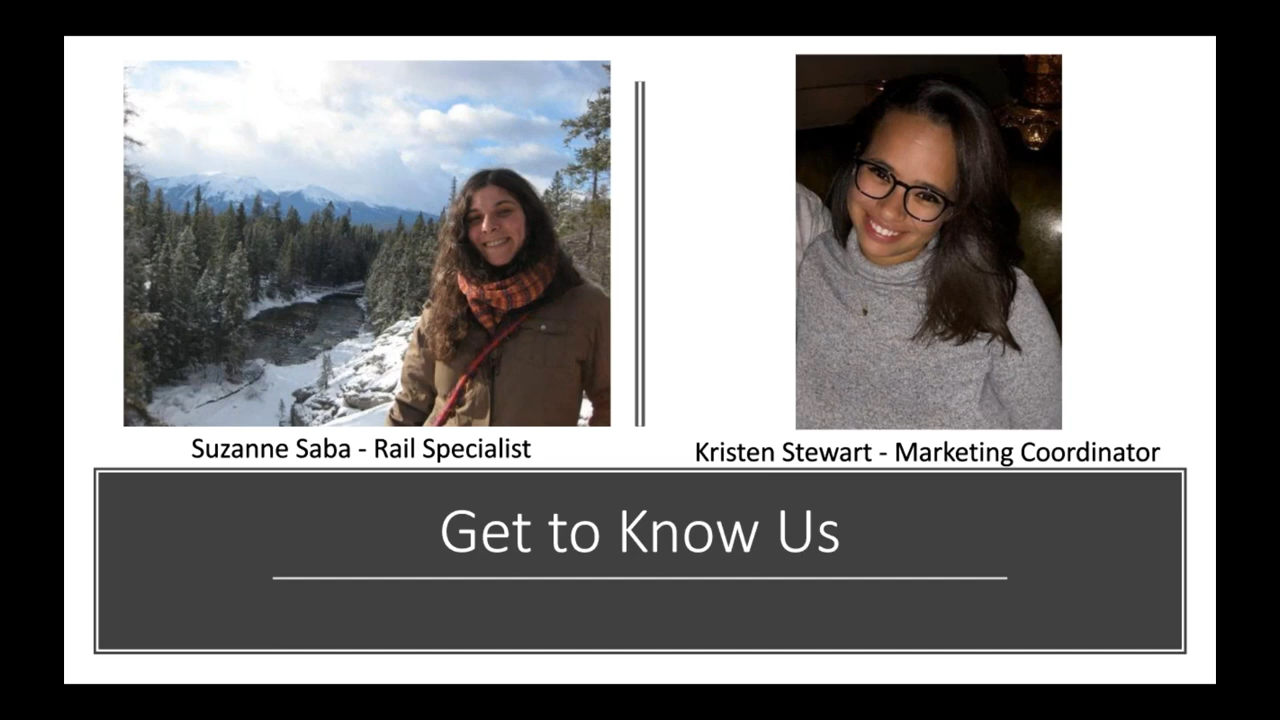 Suzanne Saba - Rail Specialist
Kristen Stewart - Marketing Coordinator
Get to Know Us